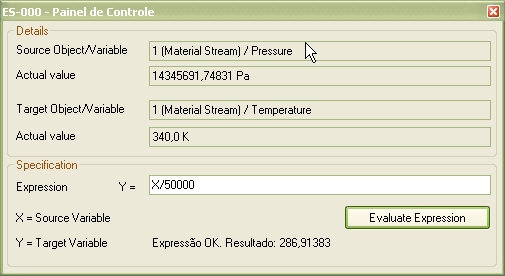 ES-000 - Painel de Controle
Details
Source Object/Variable 1 (Material Stream) / Pressure
Actual value 14345691,74831 Pa
Target Object/Variable 1 (Material Stream) / Temperature
Actual value 340,0 K
Specification
Expression Y = X/50000
X = Source Variable Evaluate Expression
Y = Target Variable Expressão OK. Resultado: 286,91383